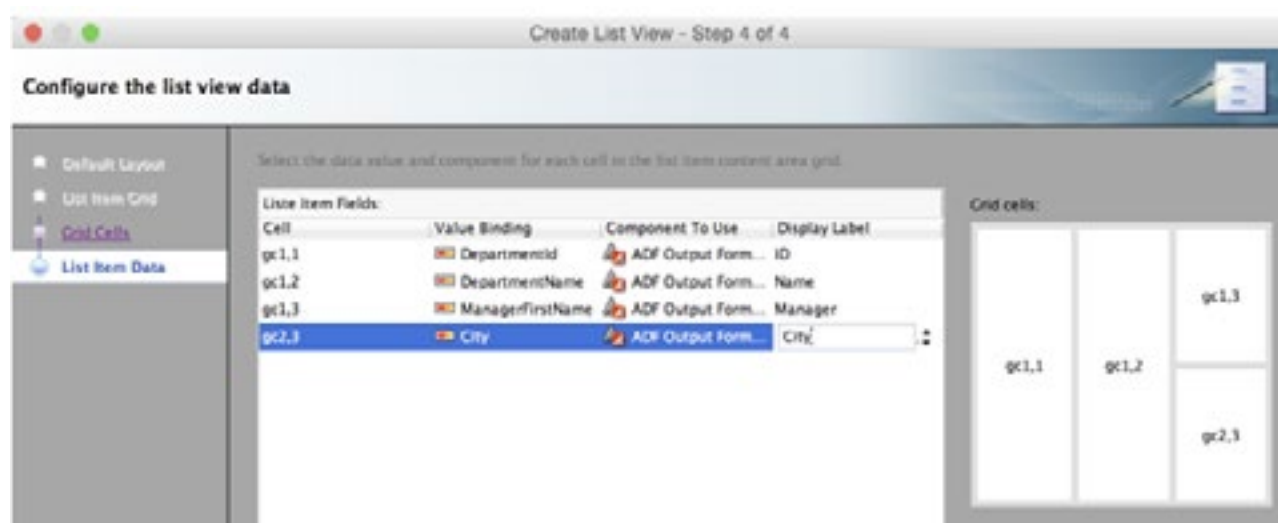 Create List View - Step 4 of 4
Configure the list view data
Default Layout
List Item Grid
Grid Cells
List Item Data
Select the data value and component for each cell in the list item content area grid.
Liste Item Fields:
Cell Value Binding Component To Use Display Label
gc1,1 DepartmentId ADF Output Form... ID
gc1,2 DepartmentName ADF Output Form... Name
gc1,3 ManagerFirstName ADF Output Form... Manager
gc2,3 City ADF Output Form... City
Grid cells:
gc1,1
gc1,2
gc1,3
gc2,3